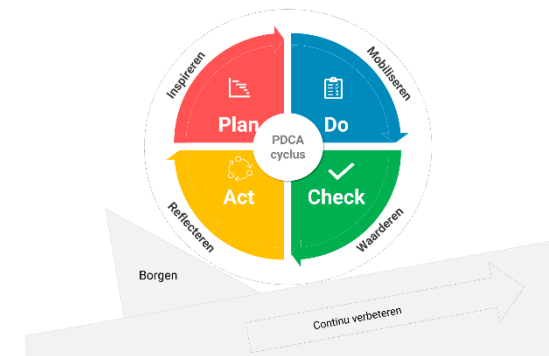 Inspireren
Mobiliseren
Plan
Do
PDCA
cyclus
Act
Check
Reflecteren
Waarderen
Borgen
Continu verbeteren